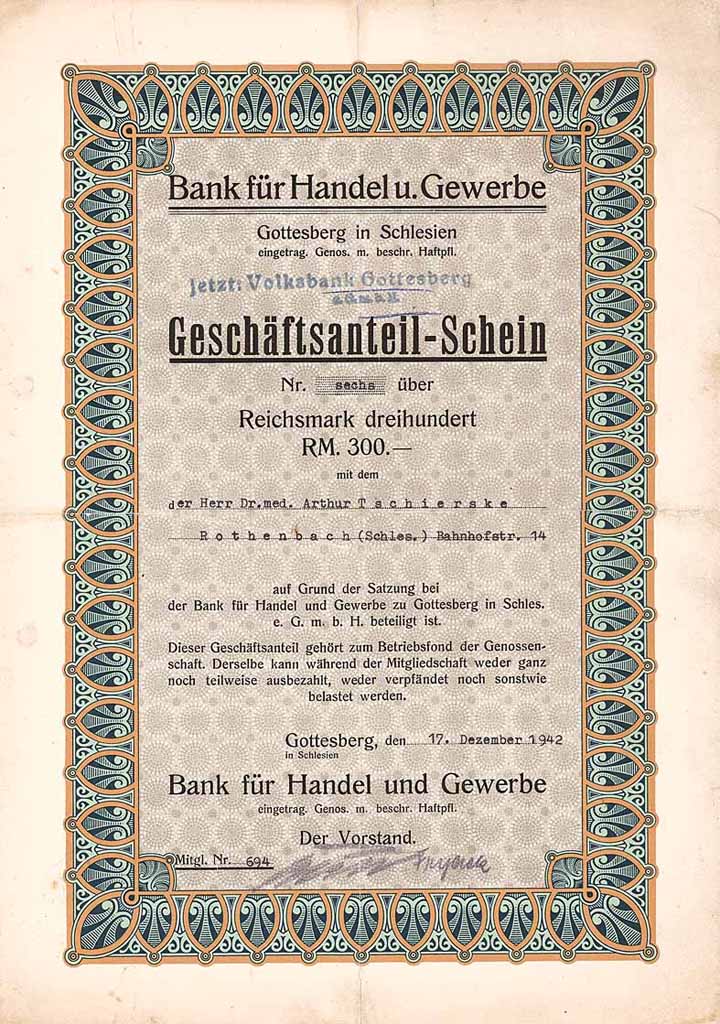 Bank für Handel u. Gewerbe
Gottesberg in Schlesien
eingetrag. Genos. m. beschr. Haftpfl.
jetzt: Volksbank Gottesberg
e.G.m.b.H
Geschäftsanteil-Schein
Nr. sechs über
Reichsmark dreihundert
RM. 300.—
mit dem
der Herr Dr.med. Arthur Tschierske
Rothenbach (Schles.) Bahnhofstr. 14
auf Grund der Satzung bei
der Bank für Handel und Gewerbe zu Gottesberg in Schles.
e. G. m. b. H. beteiligt ist.
Dieser Geschäftsanteil gehört zum Betriebsfond der Genossen-
schaft. Derselbe kann während der Mitgliedschaft weder ganz
noch teilweise ausbezahlt, weder verpfändet noch sonstwie
belastet werden.
Gottesberg, den 17. Dezember 1942
in Schlesien
Bank für Handel und Gewerbe
eingetrag. Genos. m. beschr. Haftpfl.
Der Vorstand.
Mitgl. Nr. 694